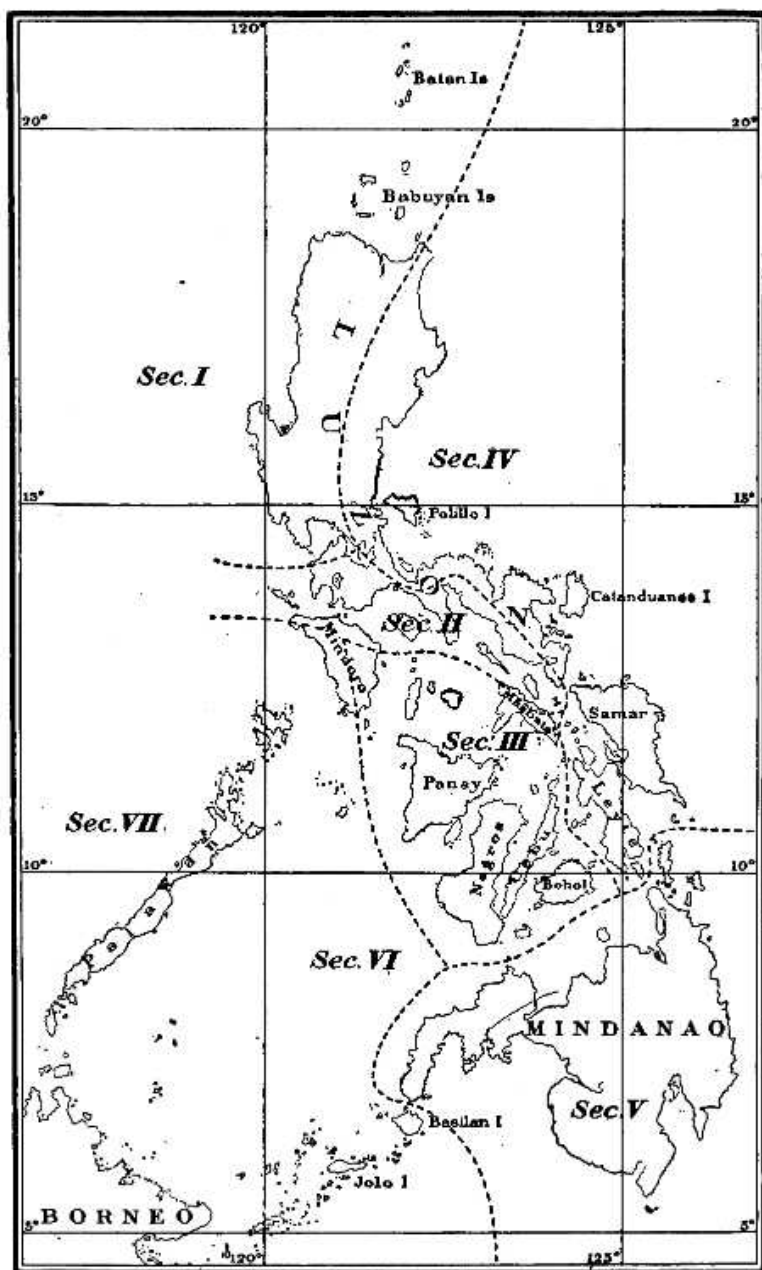 120°
125°
Batan Is
20°
20°
Babuyan Is
LUZON
Sec. I
Sec. IV
15°
15°
Polillo I
Catanduanes I
Sec. II
Mindoro
Masbate
Samar
Sec. III
Panay
Leyte
Sec. VII
Negros
Cebu
10°
10°
Bohol
Palawan
Sec. VI
MINDANAO
Sec. V
Basilan I
Jolo I
BORNEO
5°
5°
120°
125°